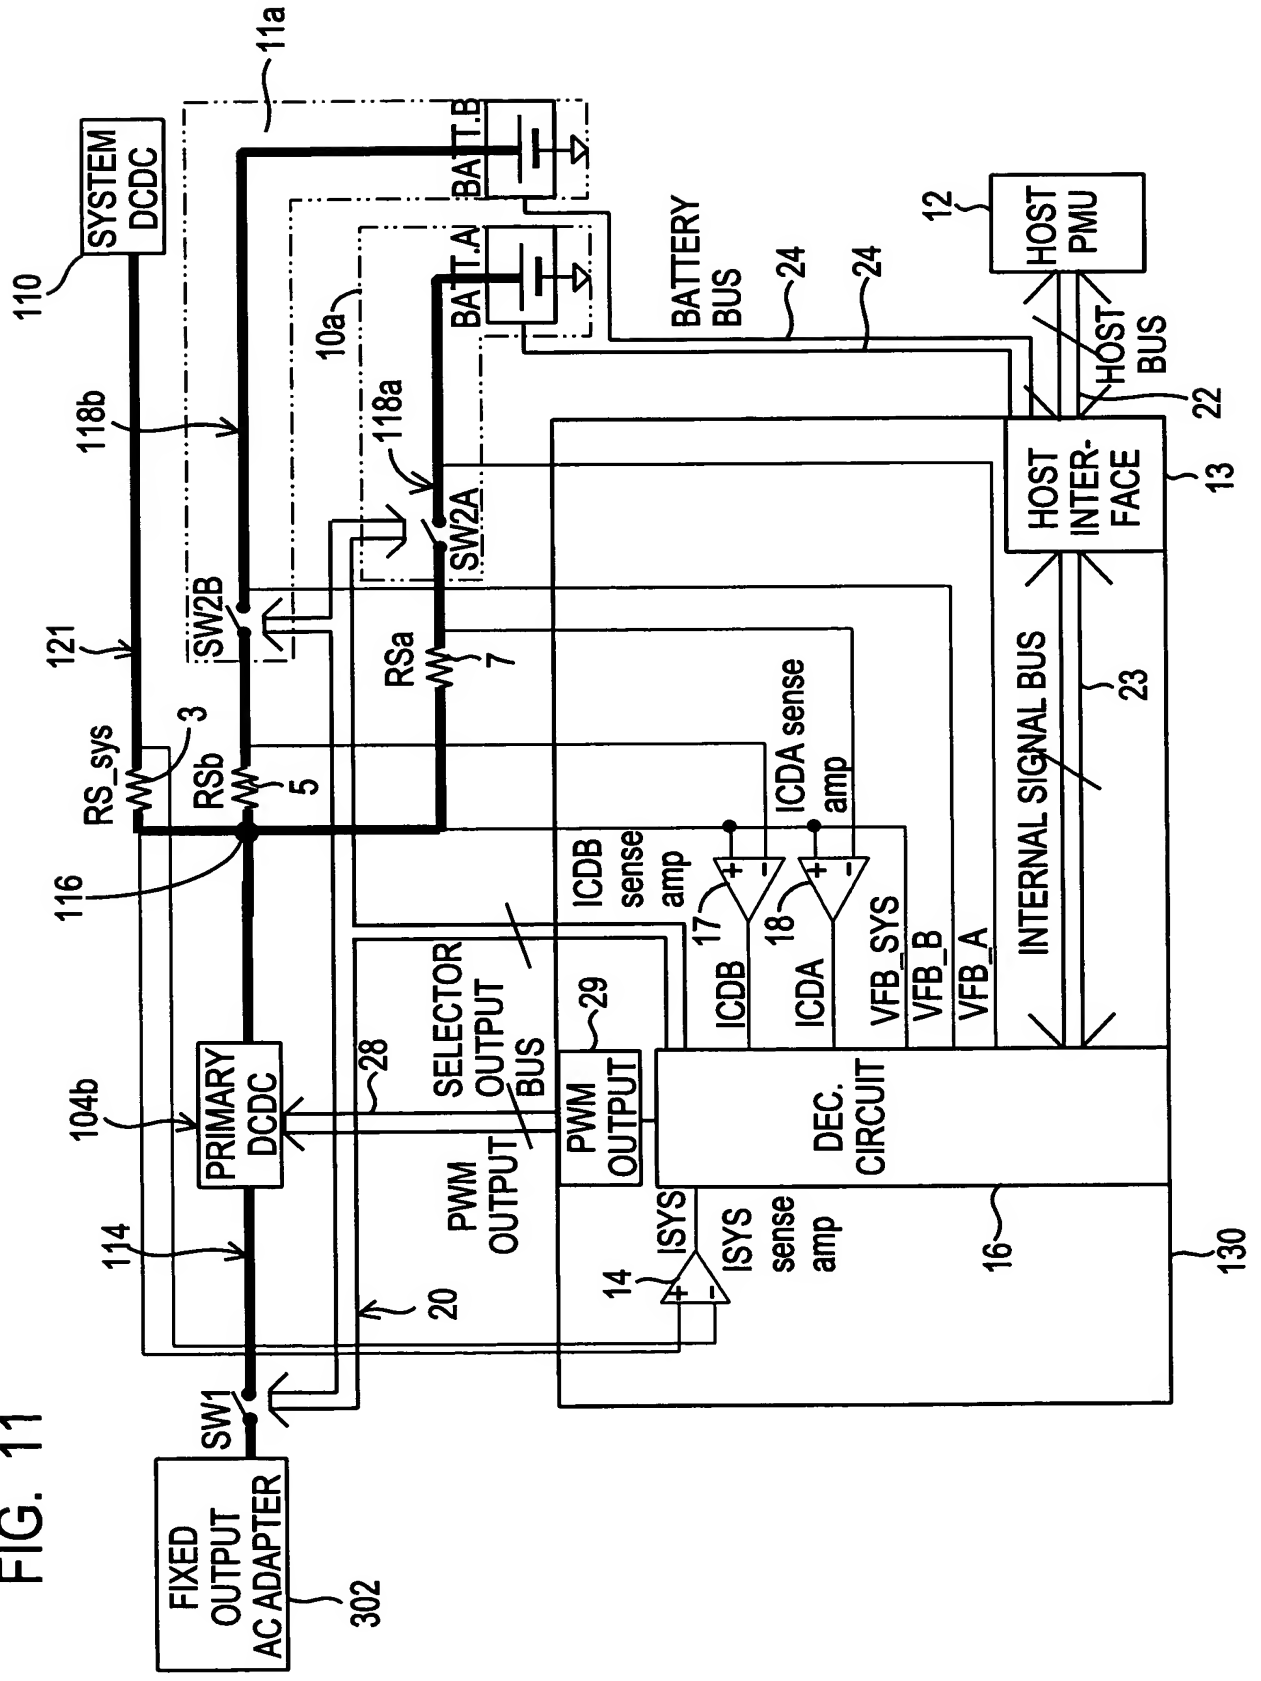 FIG. 11
FIXED
OUTPUT
AC ADAPTER
302
SW1
114
104b
PRIMARY
DCDC
20
28
116
RS_sys
3
RSb
5
RSa
7
121
SW2B
SW2A
118b
118a
10a
11a
110
SYSTEM
DCDC
BATT.A
BATT.B
BATTERY
BUS
24
24
12
HOST
PMU
HOST
BUS
22
HOST
INTER-
FACE
13
INTERNAL SIGNAL BUS
23
SELECTOR
OUTPUT
BUS
PWM
OUTPUT
29
PWM
OUTPUT
ICDB
sense
amp
ICDA sense
amp
17
18
+
-
+
-
ICDB
ICDA
VFB_SYS
VFB_B
VFB_A
DEC.
CIRCUIT
16
ISYS
ISYS
sense
amp
14
+
-
130